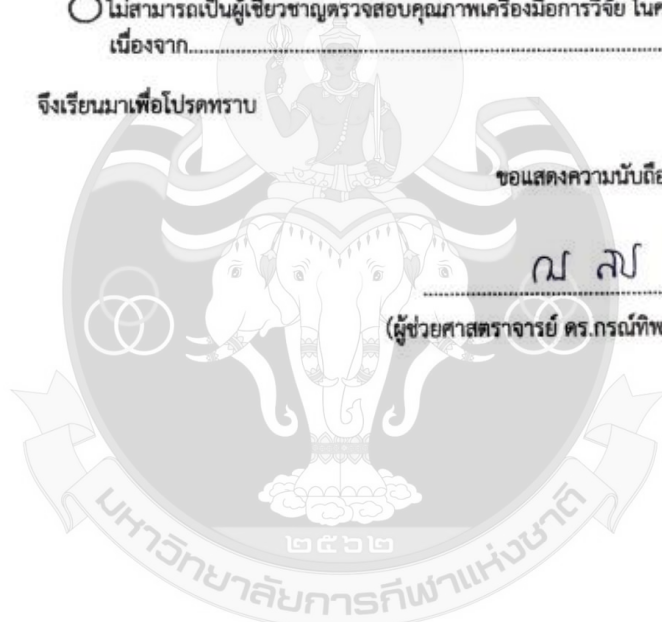 ไม่สามารถเป็นผู้เชี่ยวชาญตรวจสอบคุณภาพเครื่องมือการวิจัย ในค
เนื่องจาก
จึงเรียนมาเพื่อโปรดทราบ
ขอแสดงความนับถือ
(ผู้ช่วยศาสตราจารย์ ดร.กรณ์ทิพ
๒๕๖๒
มหาวิทยาลัยการกีฬาแห่งชาติ